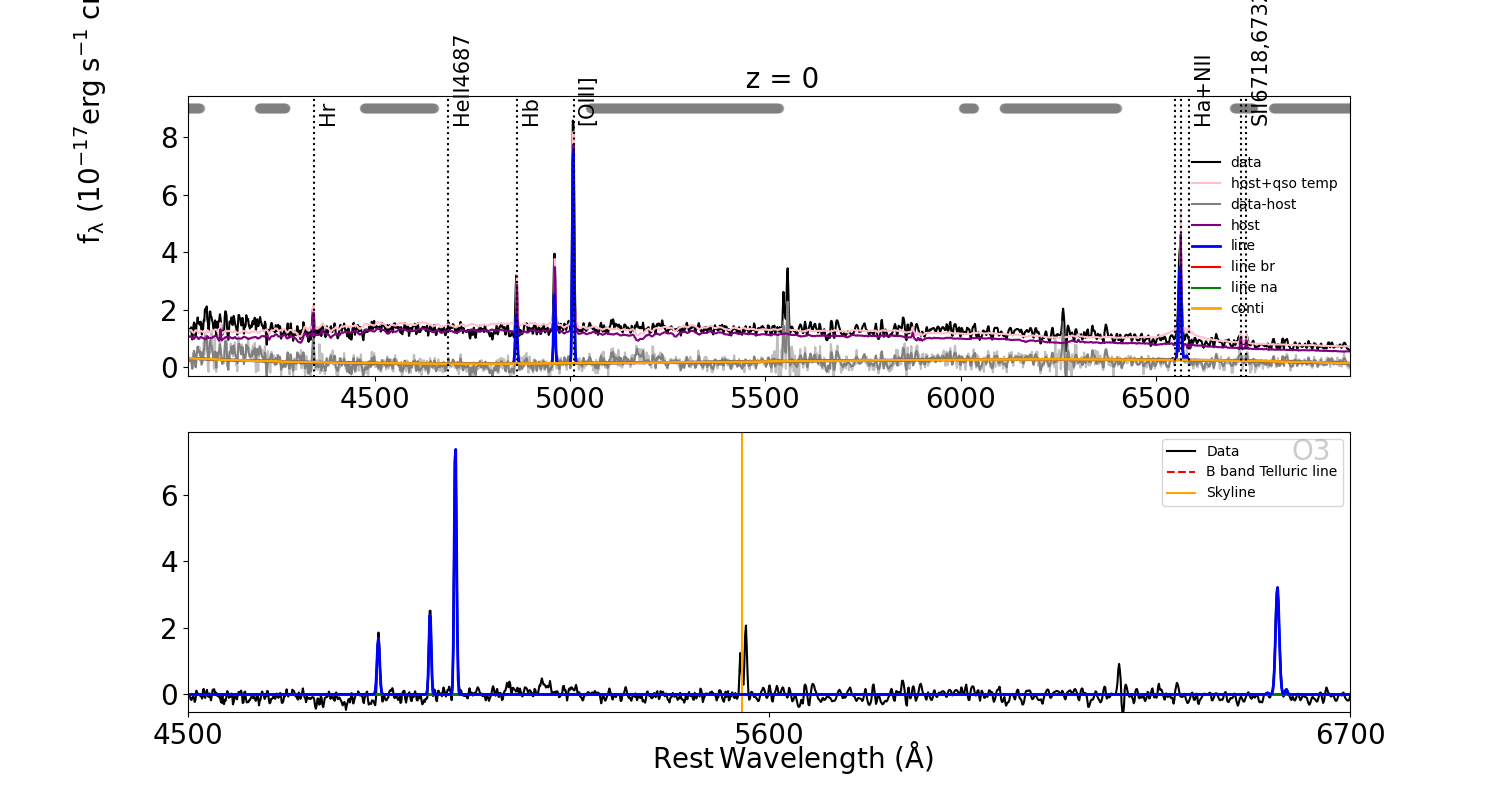 z = 0
f_λ (10^−17 erg s^−1
Hr
HeII4687
Hb
[OIII]
Ha+NII
SII6718,673
data
host+qso temp
data-host
host
line
line br
line na
conti
8
6
4
2
0
4500 5000 5500 6000 6500
O3
Data
B band Telluric line
Skyline
6
4
2
0
4500 5600 6700
Rest Wavelength (Å)